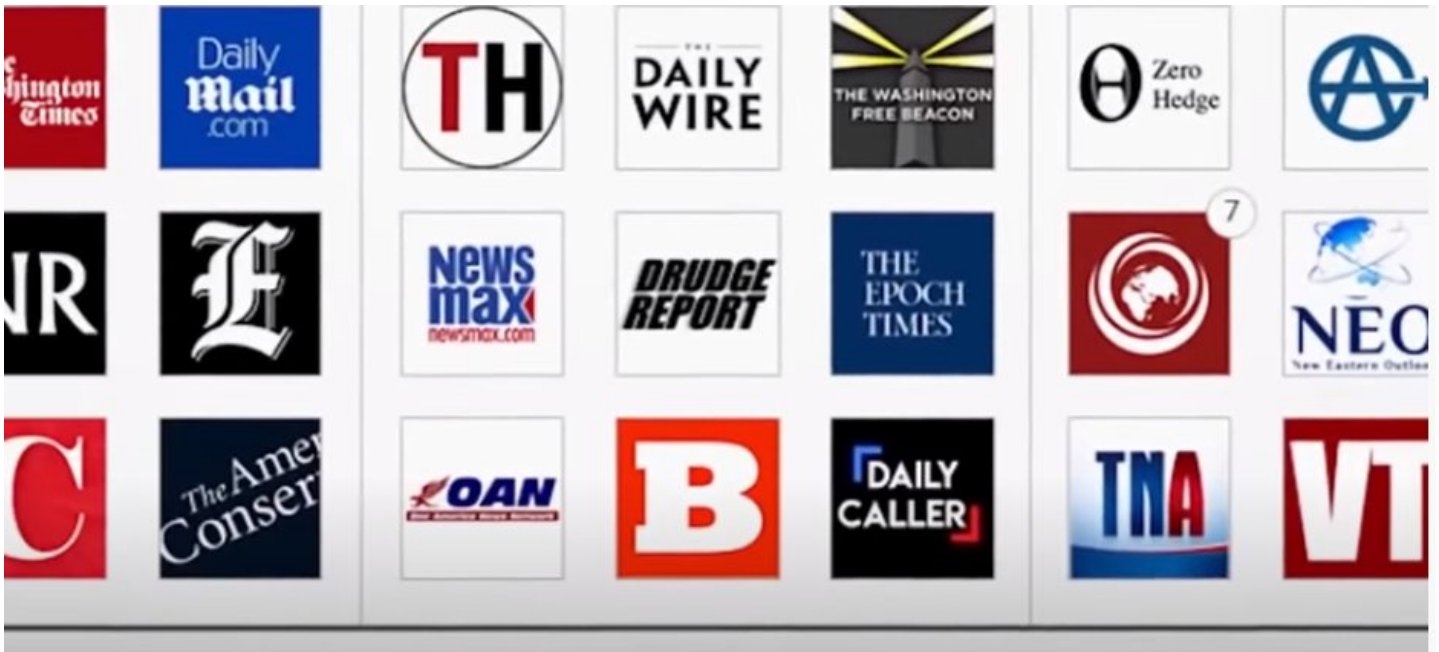 hington
Times
Daily
Mail
.com
TH
THE
DAILY
WIRE
THE WASHINGTON
FREE BEACON
Zero
Hedge
A
NR
E
News
max
newsmax.com
DRUDGE
REPORT
THE
EPOCH
TIMES
7
NEO
New Eastern Outlo
C
The Amer
Conser
OAN
One America News Network
B
DAILY
CALLER
TNA
VT